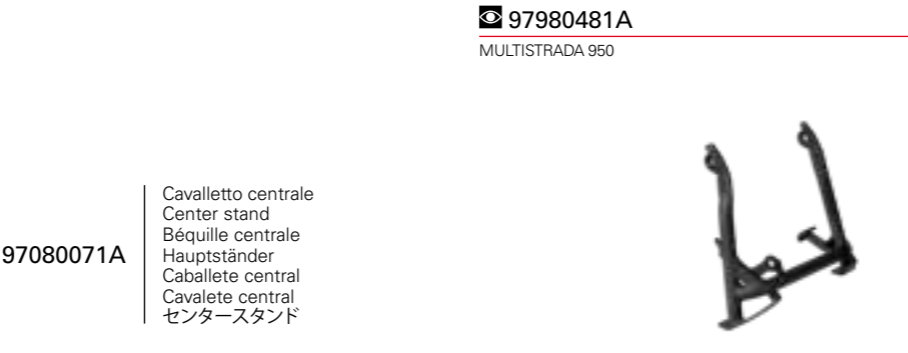 97980481A
MULTISTRADA 950
97080071A
Cavalletto centrale
Center stand
Béquille centrale
Hauptständer
Caballete central
Cavalete central
センタースタンド